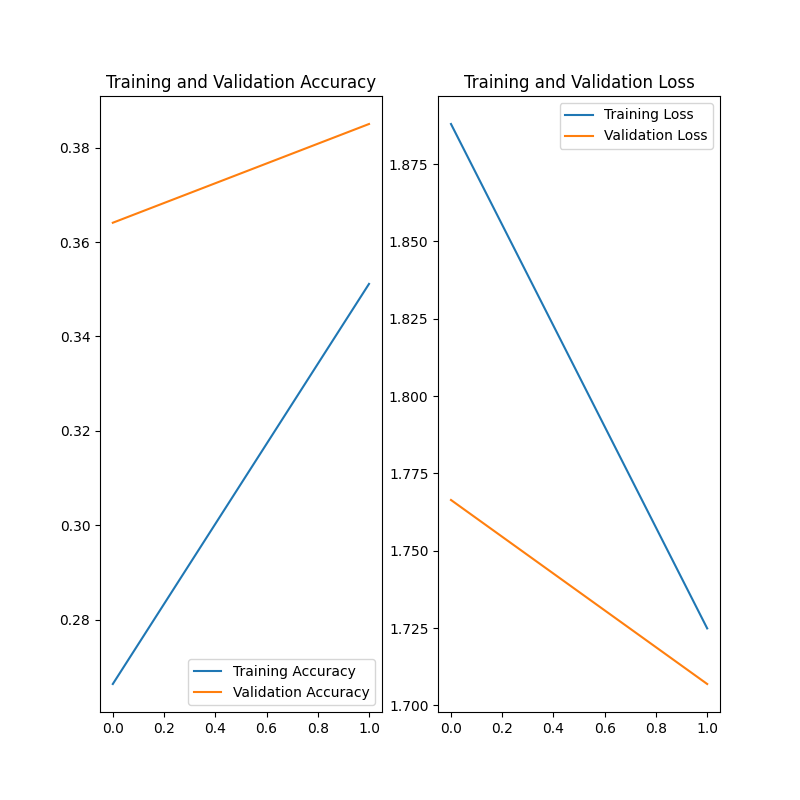 Training and Validation Accuracy
0.38
0.36
0.34
0.32
0.30
0.28
0.0 0.2 0.4 0.6 0.8 1.0
Training Accuracy
Validation Accuracy
Training and Validation Loss
Training Loss
Validation Loss
1.875
1.850
1.825
1.800
1.775
1.750
1.725
1.700
0.0 0.2 0.4 0.6 0.8 1.0